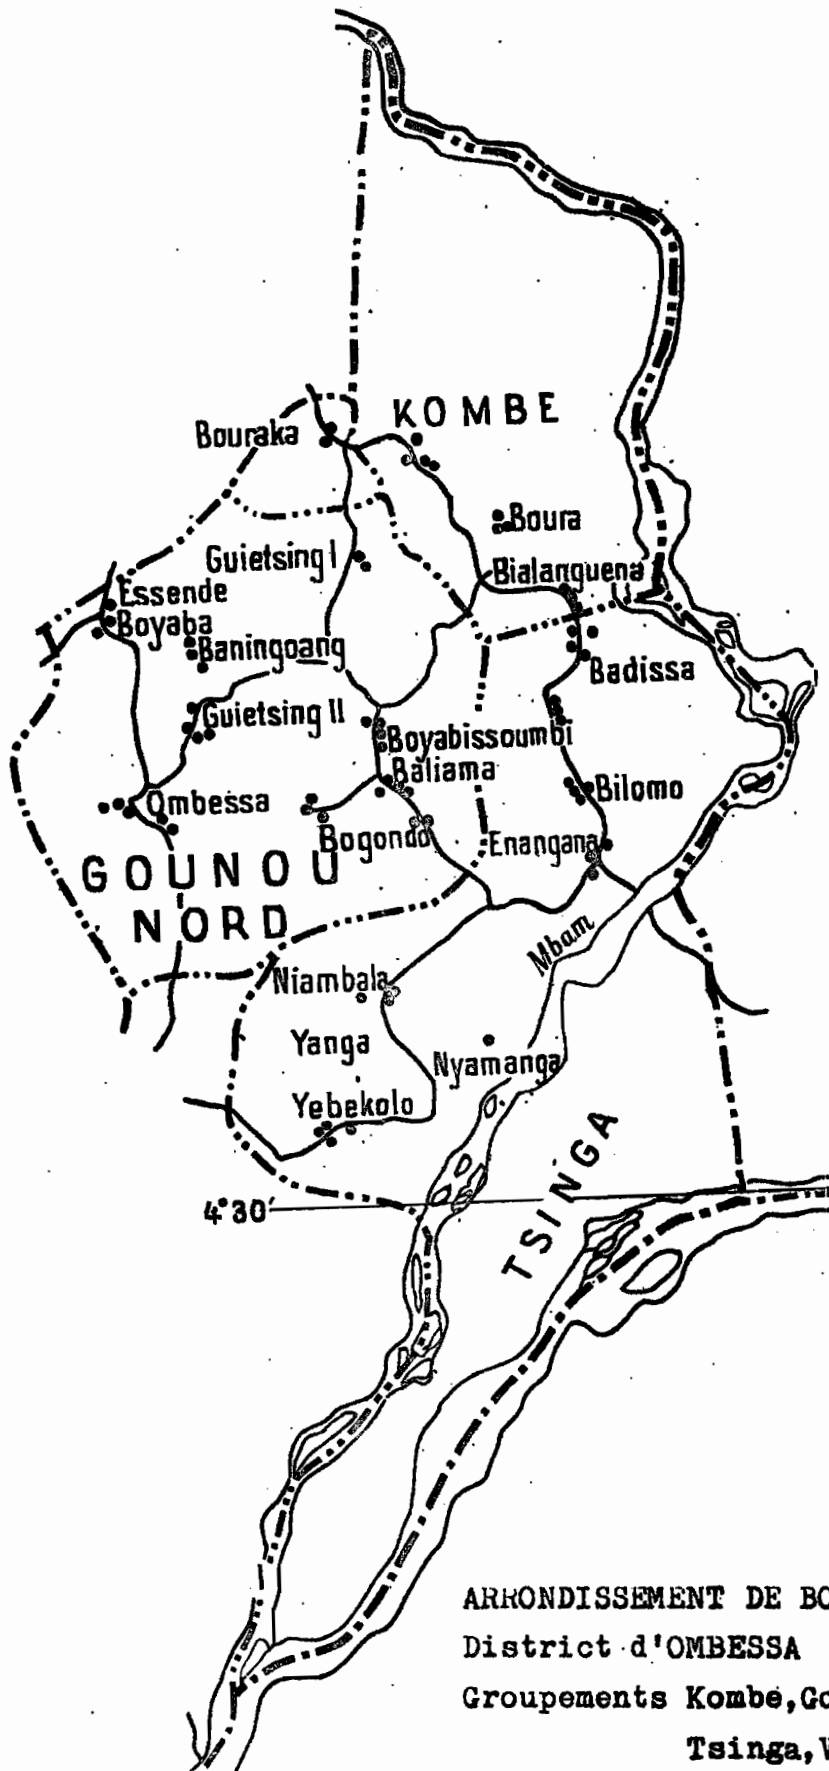 KOMBE
Bouraka
Boura
Guietsing I
Bialanguena
Essende
Boyaba
Baningoang
Badissa
Guietsing II
Boyabissoumbi
Baliama
Bilomo
Ombessa
Bogondo
Enangana
GOUNOU
NORD
Mbam
Niambala
Yanga
Nyamanga
Yebekolo
TSINGA
4°30'
ARRONDISSEMENT DE BO
District d'OMBESSA
Groupements Kombe,Go
Tsinga,